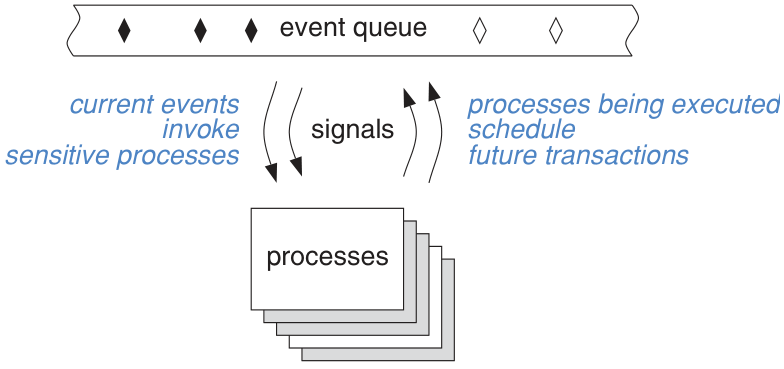 event queue
current events
invoke
sensitive processes
signals
processes being executed
schedule
future transactions
processes